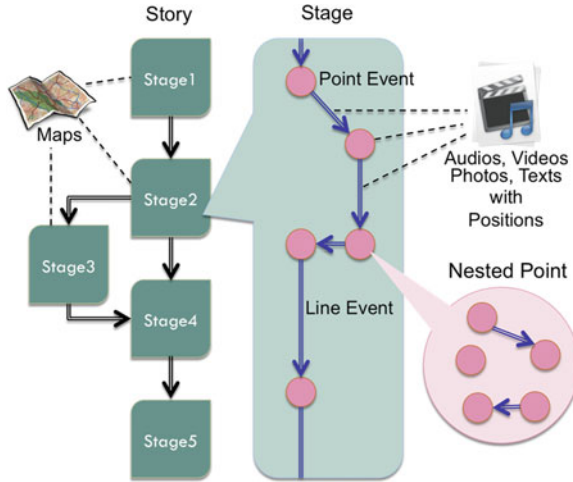 Story
Stage
Stage1
Maps
Stage2
Stage3
Stage4
Stage5
Point Event
Line Event
Audios, Videos
Photos, Texts
with
Positions
Nested Point